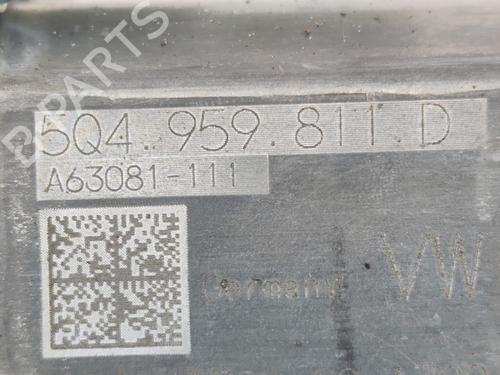 B-PARTS
5Q4.959.811 D
A63081-111
Germany VW